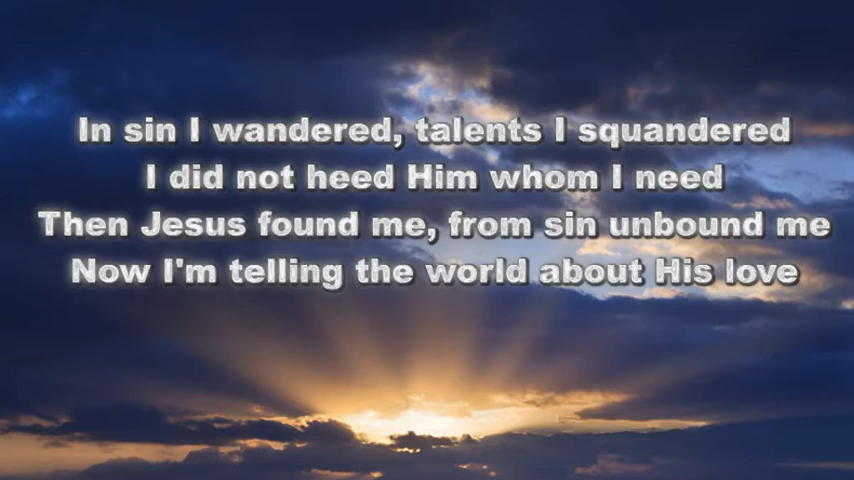 In sin I wandered, talents I squandered
I did not heed Him whom I need
Then Jesus found me, from sin unbound me
Now I'm telling the world about His love